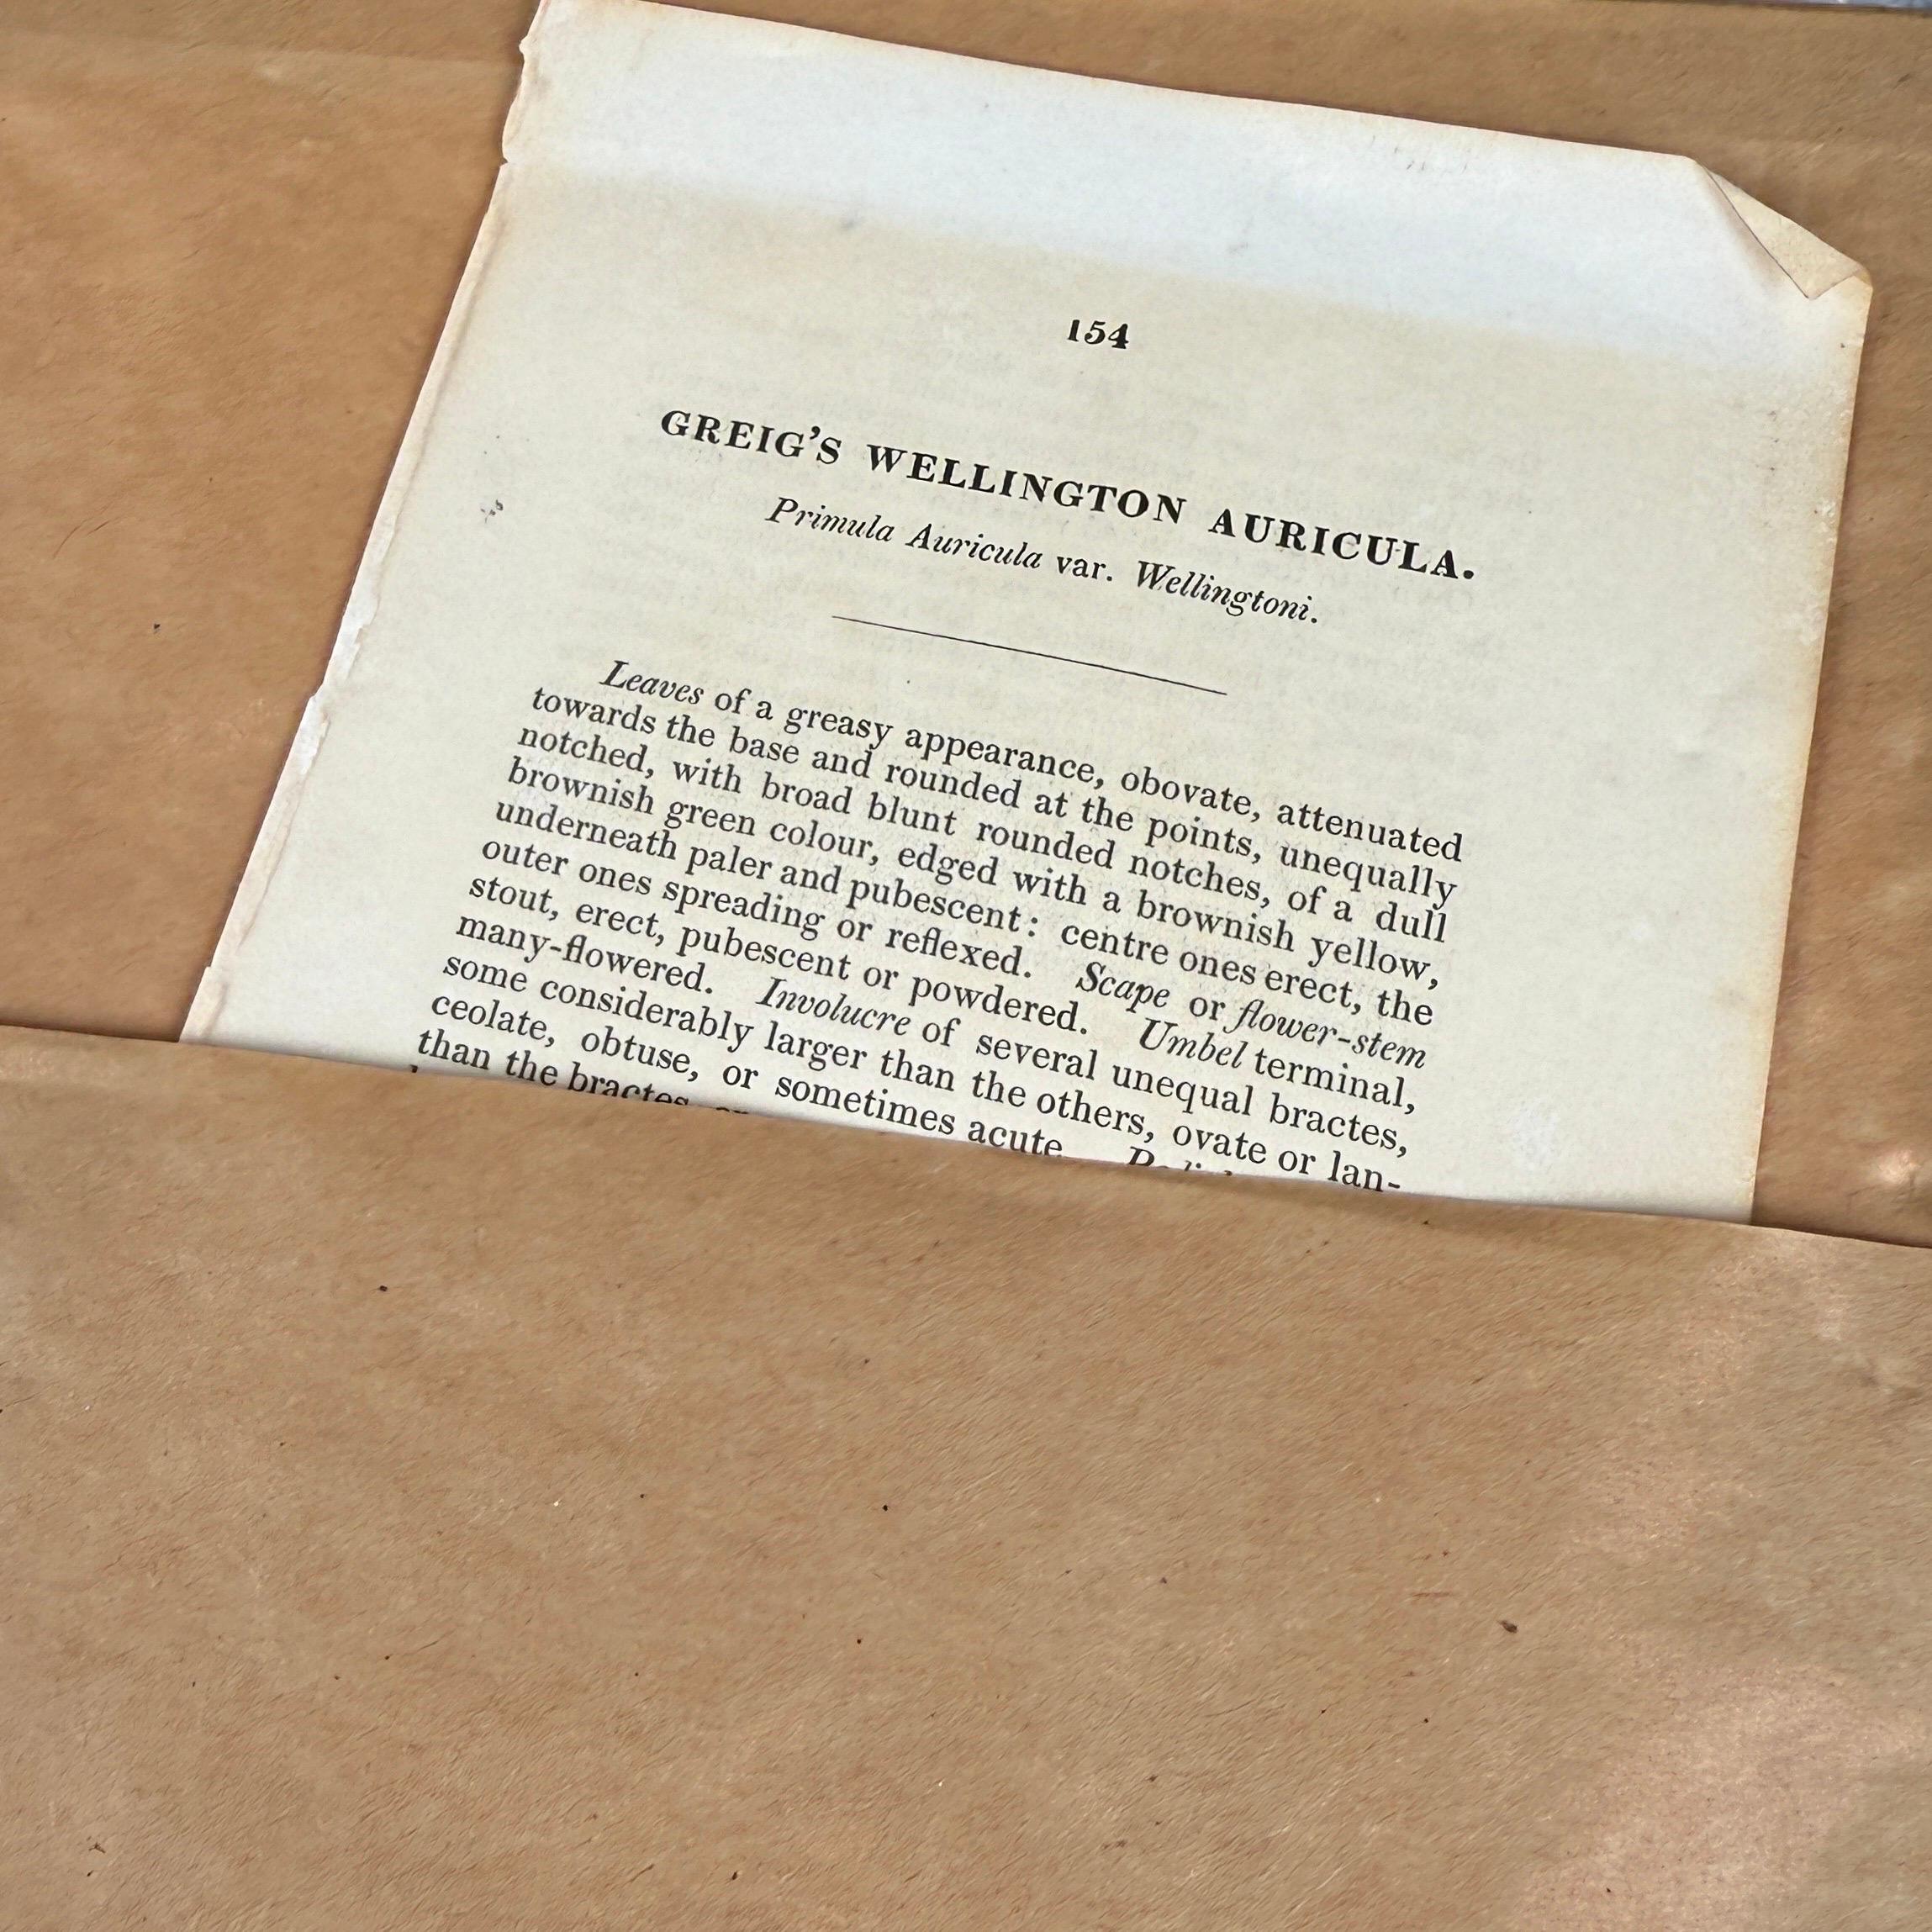 154
GREIG'S WELLINGTON AURICULA.
Primula Auricula var. Wellingtoni.
Leaves of a greasy appearance, obovate, attenuated
towards the base and rounded at the points, unequally
notched, with broad blunt rounded notches, of a dull
brownish green colour, edged with a brownish yellow,
underneath paler and pubescent: centre ones erect, the
outer ones spreading or reflexed. Scape or flower-stem
stout, erect, pubescent or powdered. Umbel terminal,
many-flowered. Involucre of several unequal bractes,
some considerably larger than the others, ovate or lan-
ceolate, obtuse, or sometimes acute.
than the bractes